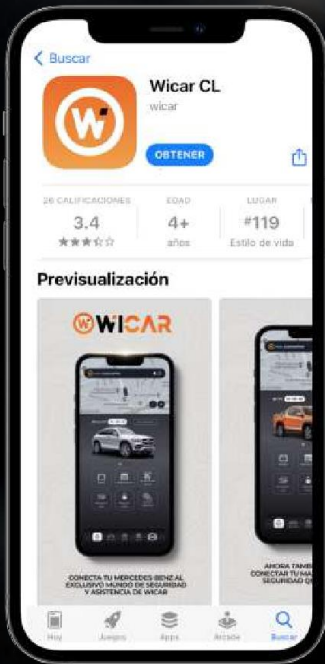 Buscar
Wicar CL
wicar
OBTENER
26 CALIFICACIONES
EDAD
LUGAR
3.4
4+
#119
años
Estilo de vida
Previsualización
WICAR
CONECTA TU MERCEDES-BENZ AL
EXCLUSIVO MUNDO DE SEGURIDAD
Y ASISTENCIA DE WICAR
AHORA TAMB
CONECTAR TU MA
SEGURIDAD Q
Hoy
Juegos
Apps
Arcade
Buscar